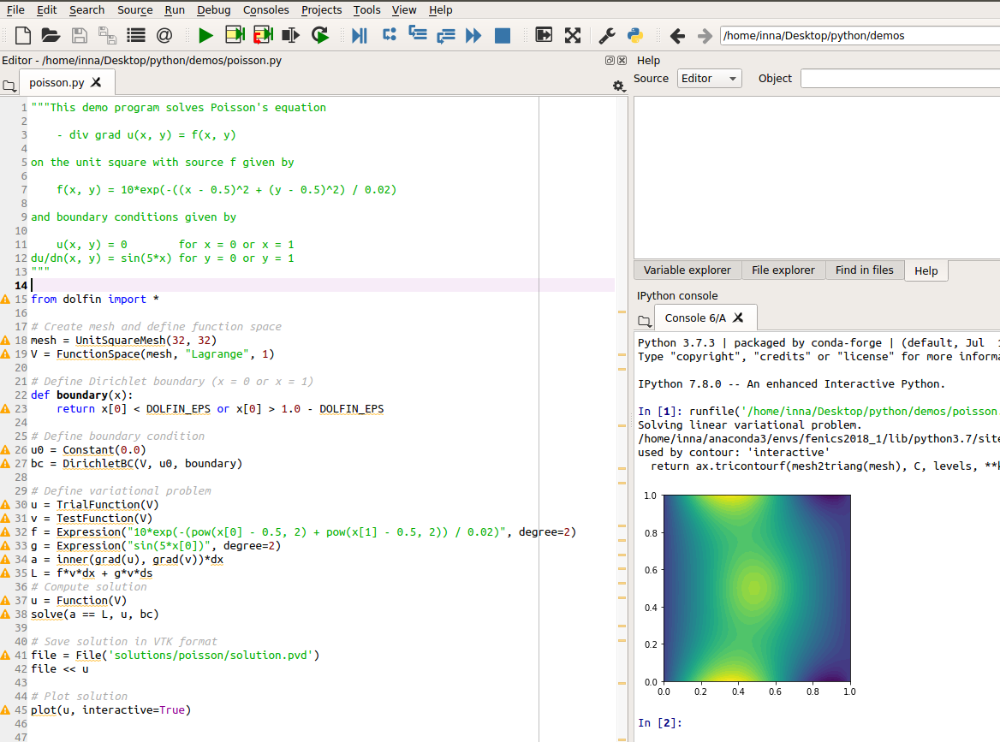 File Edit Search Source Run Debug Consoles Projects Tools View Help
/home/inna/Desktop/python/demos
Editor - /home/inna/Desktop/python/demos/poisson.py
poisson.py
1 """This demo program solves Poisson's equation
2
3 - div grad u(x, y) = f(x, y)
4
5 on the unit square with source f given by
6
7 f(x, y) = 10*exp(-((x - 0.5)^2 + (y - 0.5)^2) / 0.02)
8
9 and boundary conditions given by
10
11 u(x, y) = 0        for x = 0 or x = 1
12 du/dn(x, y) = sin(5*x) for y = 0 or y = 1
13 """
14
15 from dolfin import *
16
17 # Create mesh and define function space
18 mesh = UnitSquareMesh(32, 32)
19 V = FunctionSpace(mesh, "Lagrange", 1)
20
21 # Define Dirichlet boundary (x = 0 or x = 1)
22 def boundary(x):
23 return x[0] < DOLFIN_EPS or x[0] > 1.0 - DOLFIN_EPS
24
25 # Define boundary condition
26 u0 = Constant(0.0)
27 bc = DirichletBC(V, u0, boundary)
28
29 # Define variational problem
30 u = TrialFunction(V)
31 v = TestFunction(V)
32 f = Expression("10*exp(-(pow(x[0] - 0.5, 2) + pow(x[1] - 0.5, 2)) / 0.02)", degree=2)
33 g = Expression("sin(5*x[0])", degree=2)
34 a = inner(grad(u), grad(v))*dx
35 L = f*v*dx + g*v*ds
36 # Compute solution
37 u = Function(V)
38 solve(a == L, u, bc)
39
40 # Save solution in VTK format
41 file = File('solutions/poisson/solution.pvd')
42 file << u
43
44 # Plot solution
45 plot(u, interactive=True)
46
47
Help
Source Editor Object
Variable explorer File explorer Find in files Help
IPython console
Console 6/A
Python 3.7.3 | packaged by conda-forge | (default, Jul 1
Type "copyright", "credits" or "license" for more
IPython 7.8.0 -- An enhanced Interactive Python.
In [1]: runfile('/home/inna/Desktop/python/demos/poisson
Solving linear variational problem.
/home/inna/anaconda3/envs/fenics2018_1/lib/python3.7/site
used by contour: 'interactive'
return ax.tricontourf(mesh2triang(mesh), C, levels,
1.0
0.8
0.6
0.4
0.2
0.0
0.0 0.2 0.4 0.6 0.8 1.0
In [2]: